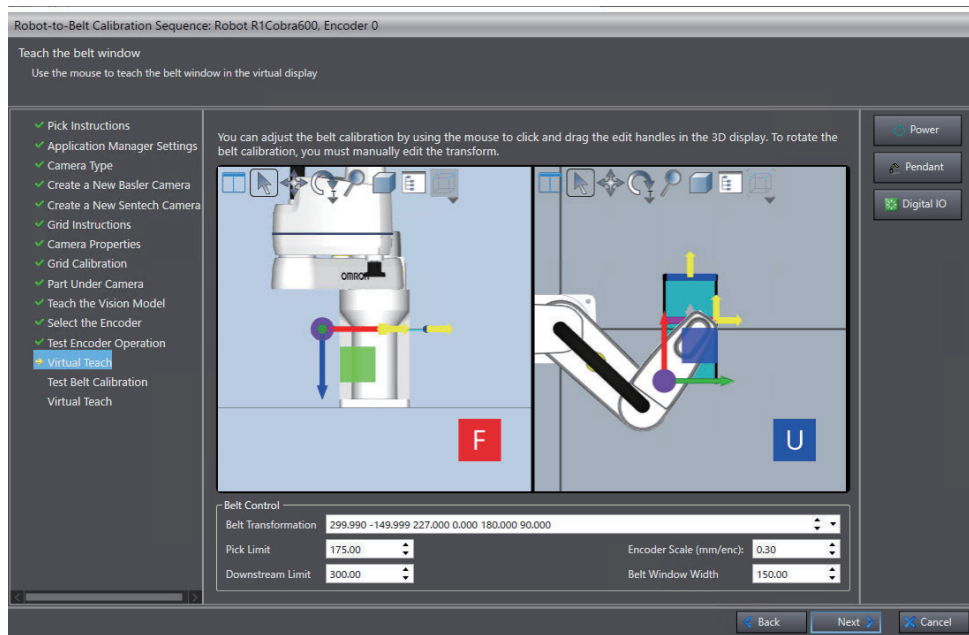 Robot-to-Belt Calibration Sequence: Robot R1Cobra600, Encoder 0
Teach the belt window
Use the mouse to teach the belt window in the virtual display
Pick Instructions
Application Manager Settings
Camera Type
Create a New Basler Camera
Create a New Sentech Camera
Grid Instructions
Camera Properties
Grid Calibration
Part Under Camera
Teach the Vision Model
Select the Encoder
Test Encoder Operation
Virtual Teach
Test Belt Calibration
Virtual Teach
You can adjust the belt calibration by using the mouse to click and drag the edit handles in the 3D display. To rotate the
belt calibration, you must manually edit the transform.
OMRON
F
U
Belt Control
Belt Transformation 299.990 -149.999 227.000 0.000 180.000 90.000
Pick Limit 175.00 Encoder Scale (mm/enc): 0.30
Downstream Limit 300.00 Belt Window Width 150.00
Power
Pendant
Digital IO
Back Next Cancel